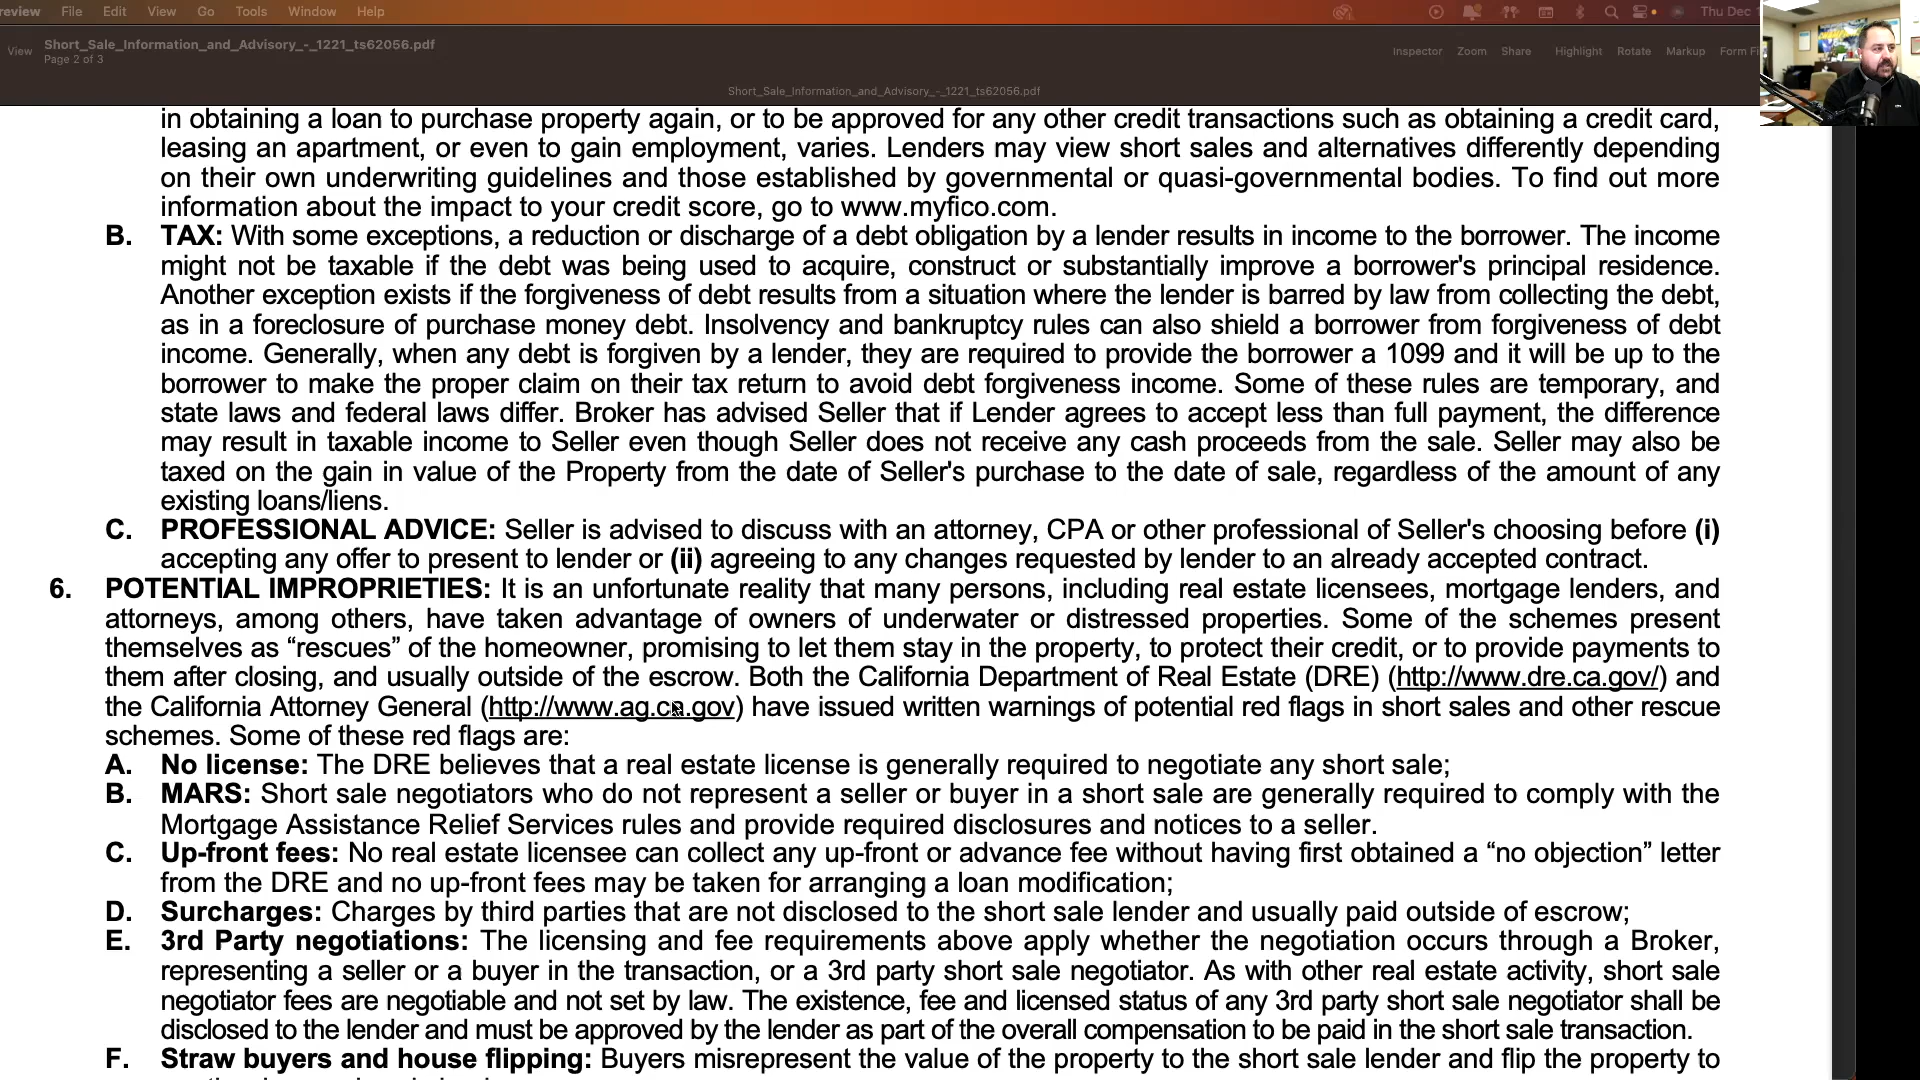 review File Edit View Go Tools Window Help Thu Dec
View Short_Sale_Information_and_Advisory_-_1221_ts62056.pdf Inspector Zoom Share Highlight Rotate Markup Form Fi
Page 2 of 3
Short_Sale_Information_and_Advisory_-_1221_ts62056.pdf
in obtaining a loan to purchase property again, or to be approved for any other credit transactions such as obtaining a credit card,
leasing an apartment, or even to gain employment, varies. Lenders may view short sales and alternatives differently depending
on their own underwriting guidelines and those established by governmental or quasi-governmental bodies. To find out more
information about the impact to your credit score, go to www.myfico.com.
B. TAX: With some exceptions, a reduction or discharge of a debt obligation by a lender results in income to the borrower. The income
might not be taxable if the debt was being used to acquire, construct or substantially improve a borrower's principal residence.
Another exception exists if the forgiveness of debt results from a situation where the lender is barred by law from collecting the debt,
as in a foreclosure of purchase money debt. Insolvency and bankruptcy rules can also shield a borrower from forgiveness of debt
income. Generally, when any debt is forgiven by a lender, they are required to provide the borrower a 1099 and it will be up to the
borrower to make the proper claim on their tax return to avoid debt forgiveness income. Some of these rules are temporary, and
state laws and federal laws differ. Broker has advised Seller that if Lender agrees to accept less than full payment, the difference
may result in taxable income to Seller even though Seller does not receive any cash proceeds from the sale. Seller may also be
taxed on the gain in value of the Property from the date of Seller's purchase to the date of sale, regardless of the amount of any
existing loans/liens.
C. PROFESSIONAL ADVICE: Seller is advised to discuss with an attorney, CPA or other professional of Seller's choosing before (i)
accepting any offer to present to lender or (ii) agreeing to any changes requested by lender to an already accepted contract.
6. POTENTIAL IMPROPRIETIES: It is an unfortunate reality that many persons, including real estate licensees, mortgage lenders, and
attorneys, among others, have taken advantage of owners of underwater or distressed properties. Some of the schemes present
themselves as “rescues” of the homeowner, promising to let them stay in the property, to protect their credit, or to provide payments to
them after closing, and usually outside of the escrow. Both the California Department of Real Estate (DRE) (http://www.dre.ca.gov/) and
the California Attorney General (http://www.ag.ca.gov) have issued written warnings of potential red flags in short sales and other rescue
schemes. Some of these red flags are:
A. No license: The DRE believes that a real estate license is generally required to negotiate any short sale;
B. MARS: Short sale negotiators who do not represent a seller or buyer in a short sale are generally required to comply with the
Mortgage Assistance Relief Services rules and provide required disclosures and notices to a seller.
C. Up-front fees: No real estate licensee can collect any up-front or advance fee without having first obtained a “no objection” letter
from the DRE and no up-front fees may be taken for arranging a loan modification;
D. Surcharges: Charges by third parties that are not disclosed to the short sale lender and usually paid outside of escrow;
E. 3rd Party negotiations: The licensing and fee requirements above apply whether the negotiation occurs through a Broker,
representing a seller or a buyer in the transaction, or a 3rd party short sale negotiator. As with other real estate activity, short sale
negotiator fees are negotiable and not set by law. The existence, fee and licensed status of any 3rd party short sale negotiator shall be
disclosed to the lender and must be approved by the lender as part of the overall compensation to be paid in the short sale transaction.
F. Straw buyers and house flipping: Buyers misrepresent the value of the property to the short sale lender and flip the property to